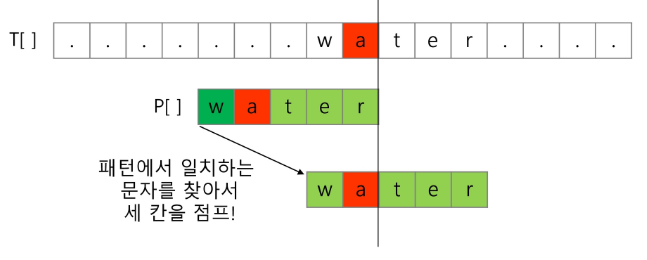 T[ ] . . . . . . . w a t e r . . . .
P[ ] w a t e r
패턴에서 일치하는
문자를 찾아서
세 칸을 점프!
w a t e r